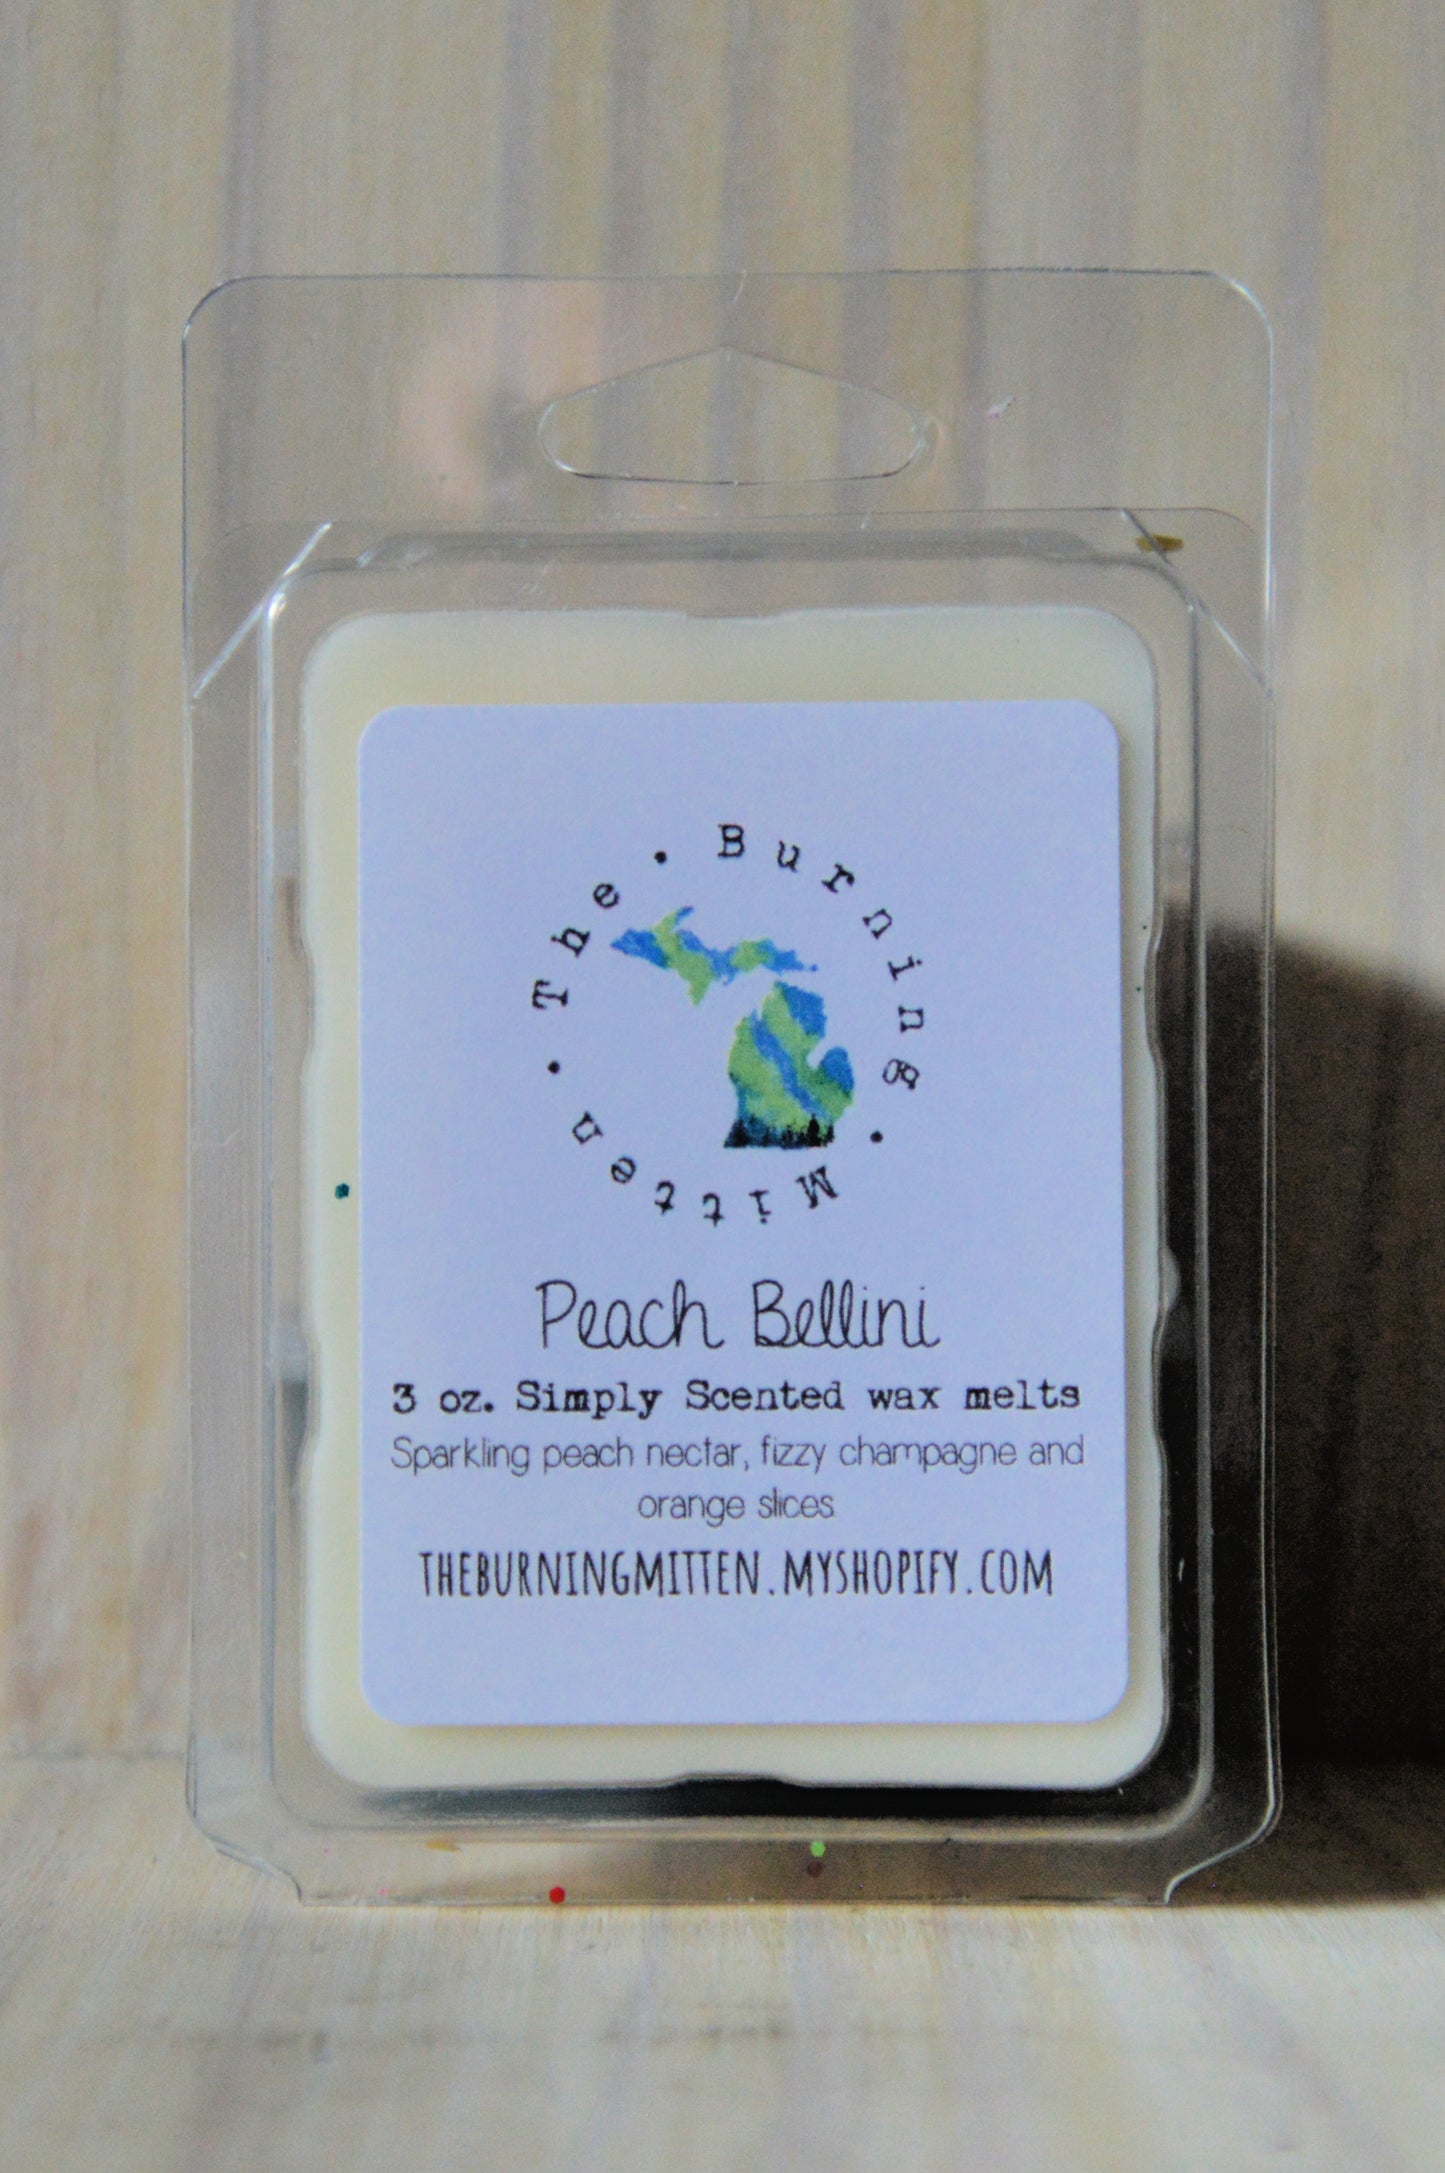 The • Burning • Mitten •
Peach Bellini
3 oz. Simply Scented wax melts
Sparkling peach nectar, fizzy champagne and
orange slices
THEBURNINGMITTEN.MYSHOPIFY.COM